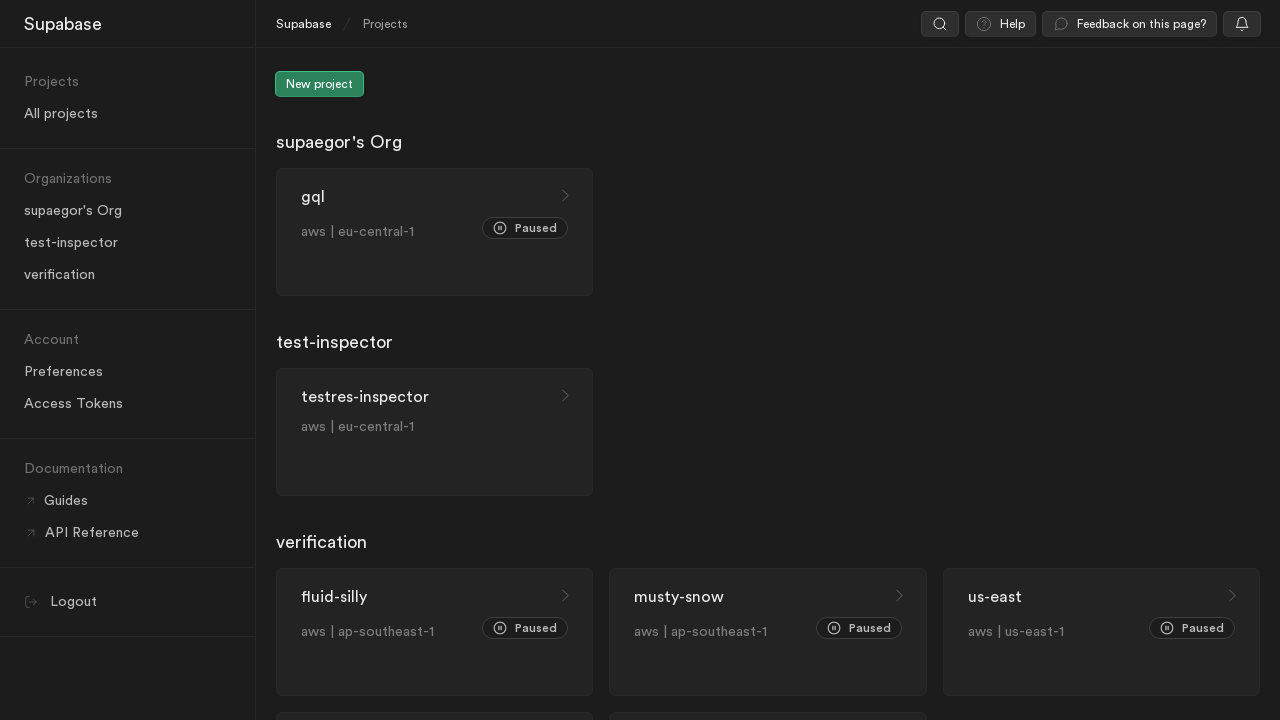 Supabase
Supabase / Projects
Help
Feedback on this page?
Projects
All projects
Organizations
supaegor's Org
test-inspector
verification
Account
Preferences
Access Tokens
Documentation
Guides
API Reference
Logout
New project
supaegor's Org
gql
aws | eu-central-1
Paused
test-inspector
testres-inspector
aws | eu-central-1
verification
fluid-silly
aws | ap-southeast-1
Paused
musty-snow
aws | ap-southeast-1
Paused
us-east
aws | us-east-1
Paused